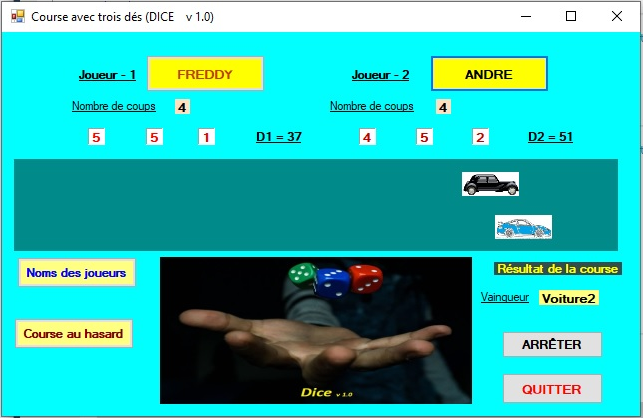 Course avec trois dés (DICE v 1.0)
Joueur - 1 FREDDY Joueur - 2 ANDRE
Nombre de coups 4 Nombre de coups 4
5 5 1 D1 = 37 4 5 2 D2 = 51
Noms des joueurs
Résultat de la course
Vainqueur Voiture2
Course au hasard
ARRÊTER
QUITTER
Dice v 1.0